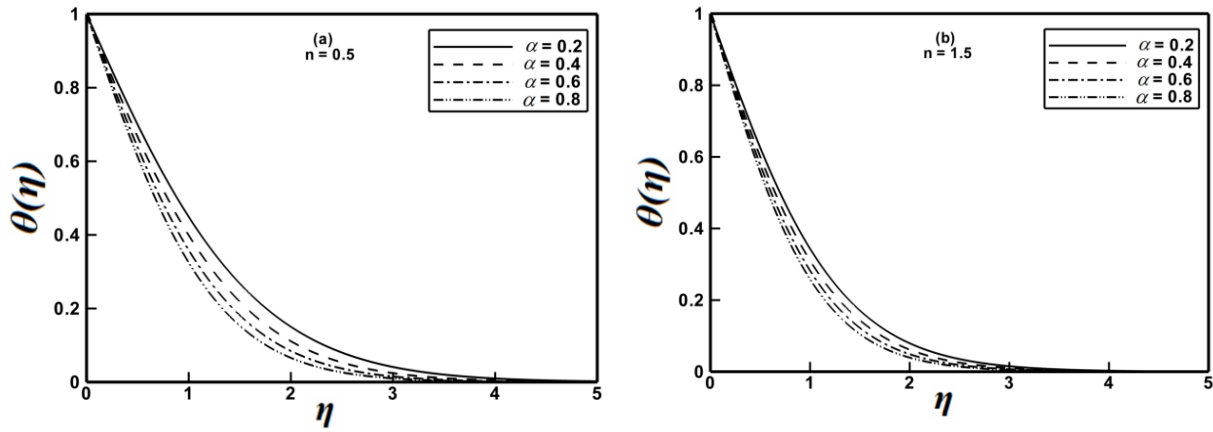 (a)
n = 0.5
α = 0.2
α = 0.4
α = 0.6
α = 0.8
1
0.8
0.6
0.4
0.2
0
θ(η)
0 1 2 3 4 5
η
(b)
n = 1.5
α = 0.2
α = 0.4
α = 0.6
α = 0.8
1
0.8
0.6
0.4
0.2
0
θ(η)
0 1 2 3 4 5
η